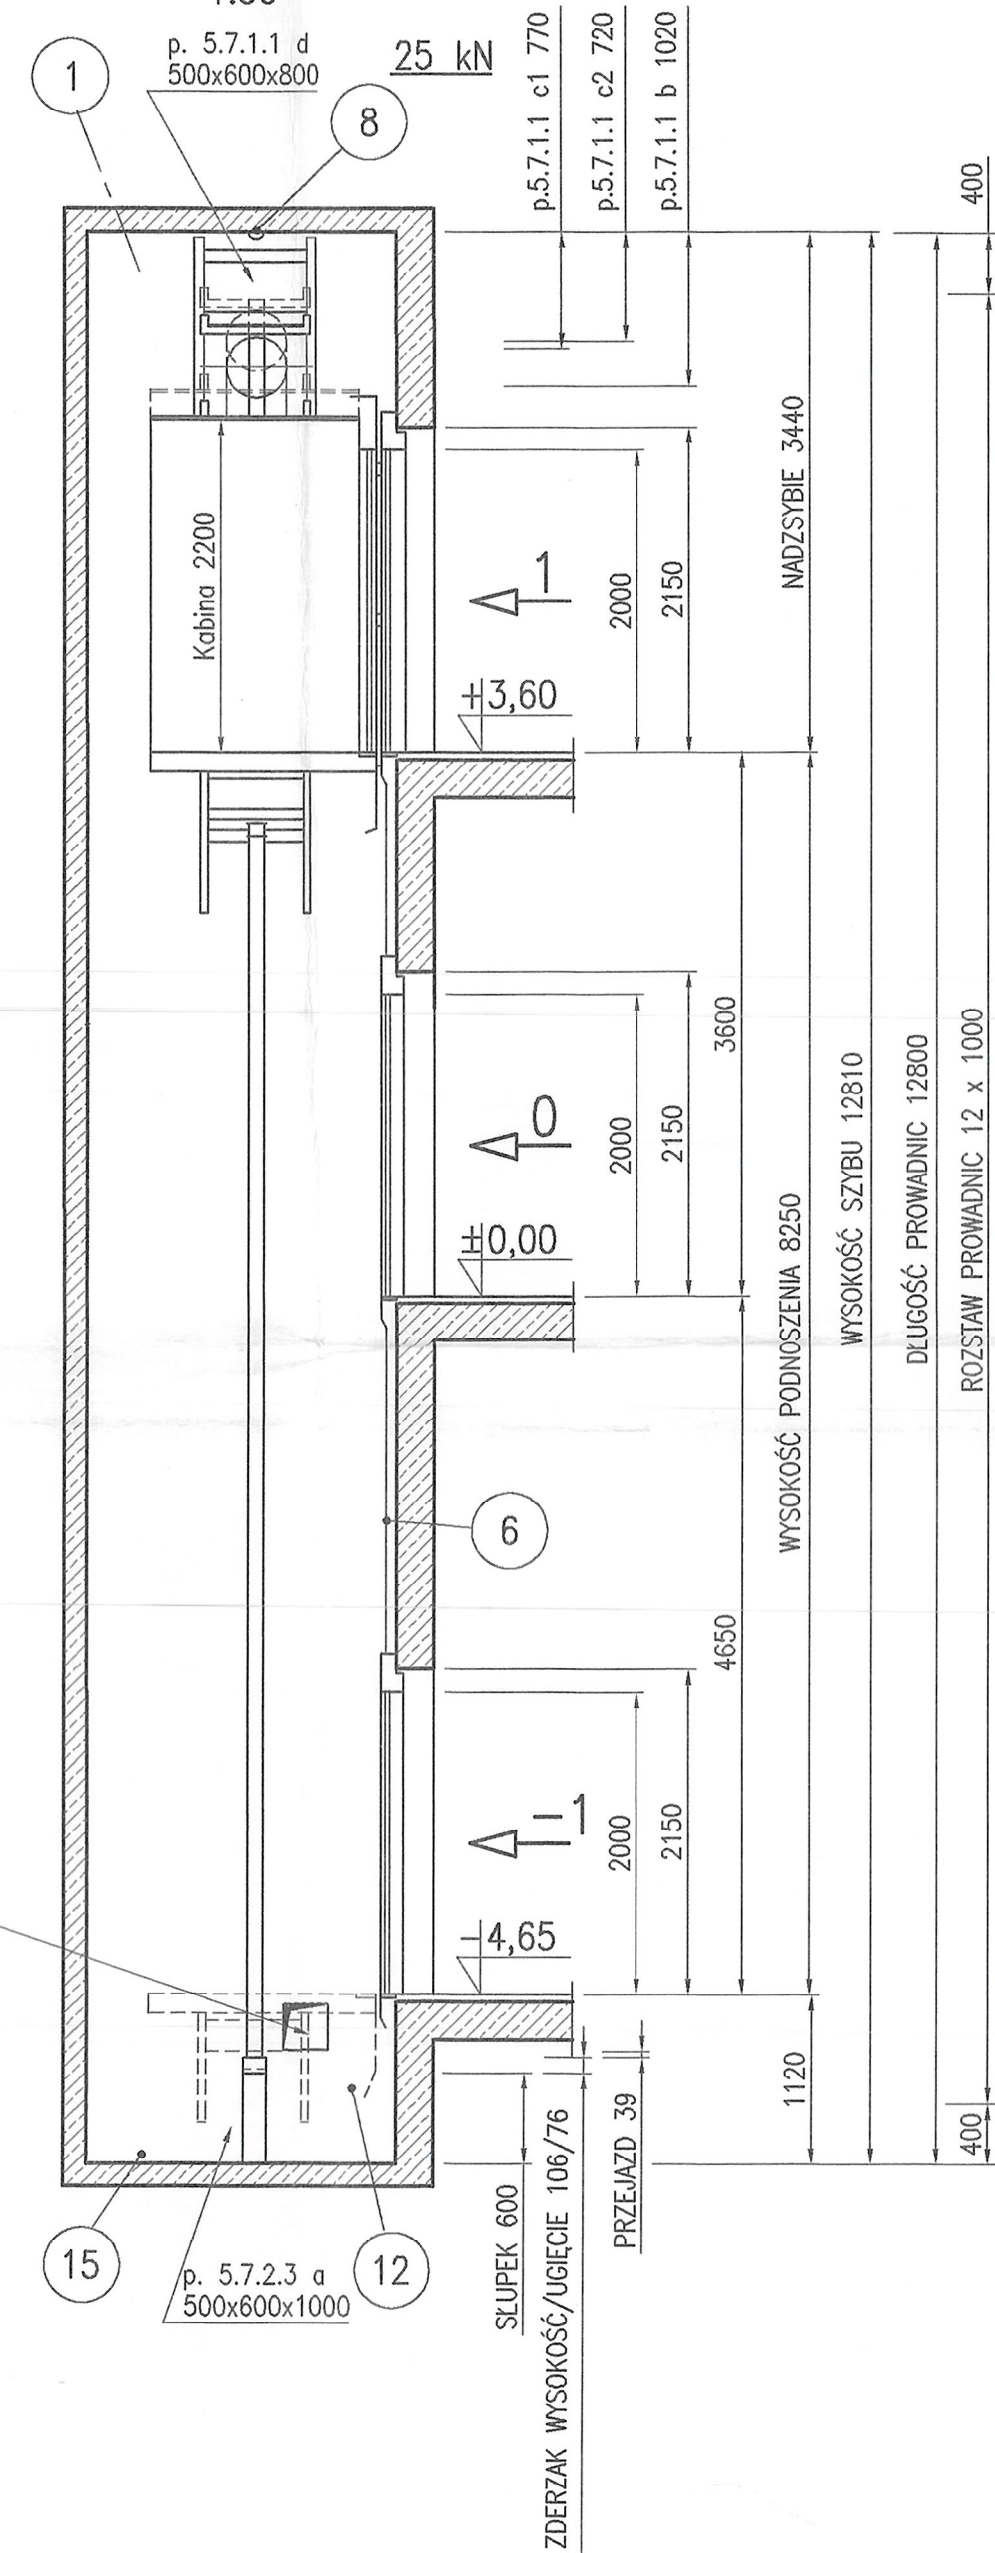 p. 5.7.1.1 d
500x600x800
25 kN
1
8
p.5.7.1.1 c1 770
p.5.7.1.1 c2 720
p.5.7.1.1 b 1020
400
Kabina 2200
1
2000
2150
NADZSYBIE 3440
+3,60
0
2000
2150
3600
±0,00
WYSOKOŚĆ PODNOSZENIA 8250
WYSOKOŚĆ SZYBU 12810
DŁUGOŚĆ PROWADNIC 12800
ROZSTAW PROWADNIC 12 x 1000
6
4650
-1
2000
2150
-4,65
1120
400
15
p. 5.7.2.3 a
500x600x1000
12
SŁUPEK 600
ZDERZAK WYSOKOŚĆ/UGIĘCIE 106/76
PRZEJAZD 39